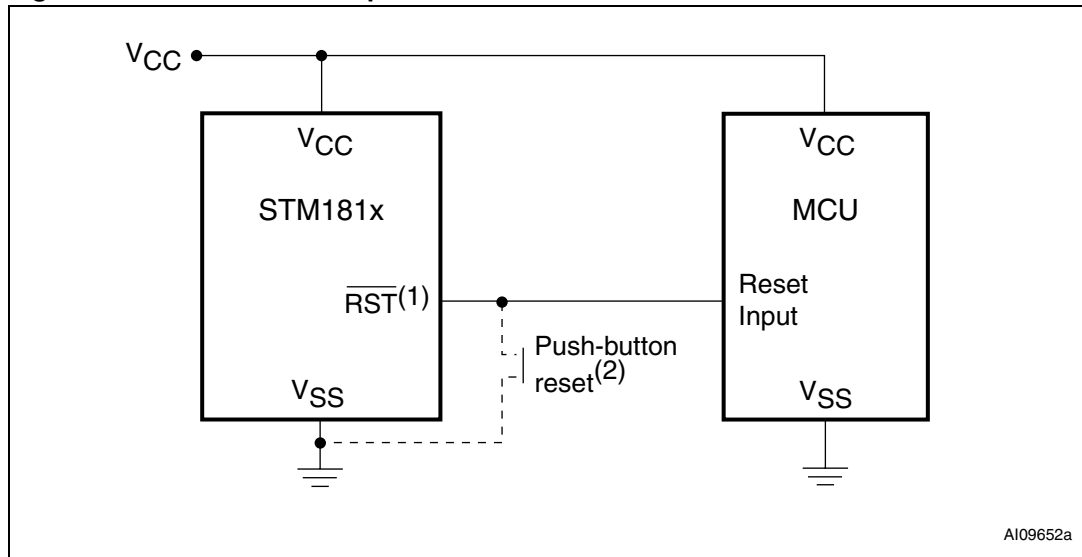 VCC
VCC
STM181x
RST(1)
VSS
Push-button
reset(2)
VCC
MCU
Reset
Input
VSS
AI09652a